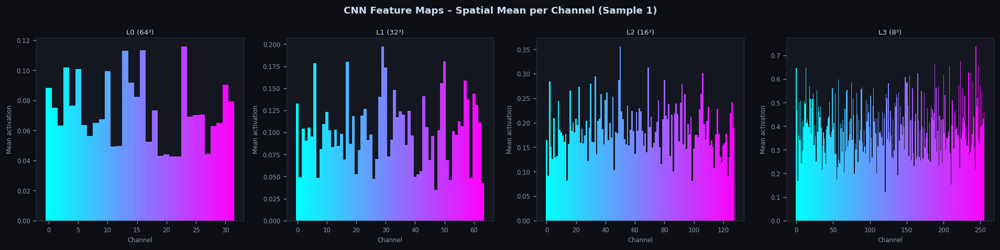 CNN Feature Maps – Spatial Mean per Channel (Sample 1)
L0 (64³)
Mean activation
0.12
0.10
0.08
0.06
0.04
0.02
0.00
0 5 10 15 20 25 30
Channel
L1 (32³)
Mean activation
0.200
0.175
0.150
0.125
0.100
0.075
0.050
0.025
0.000
0 10 20 30 40 50 60
Channel
L2 (16³)
Mean activation
0.35
0.30
0.25
0.20
0.15
0.10
0.05
0.00
0 20 40 60 80 100 120
Channel
L3 (8³)
Mean activation
0.7
0.6
0.5
0.4
0.3
0.2
0.1
0.0
0 50 100 150 200 250
Channel